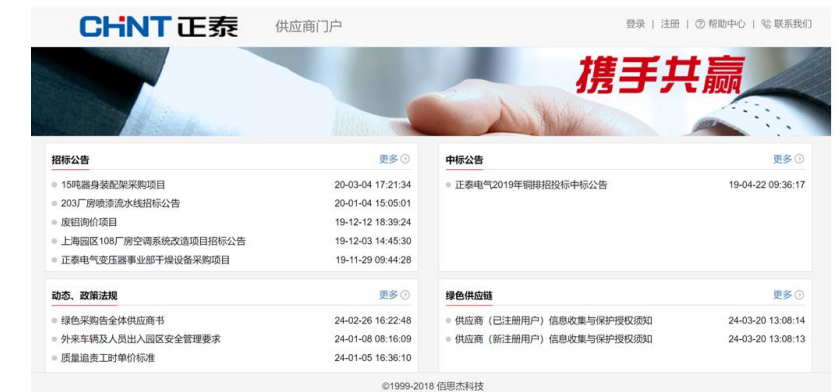 CHNT 正泰 供应商门户 登录 | 注册 | 帮助中心 | 联系我们
携手共赢
招标公告 更多
15吨器身装配架采购项目 20-03-04 17:21:34
203厂房喷漆流水线招标公告 20-01-04 15:05:01
废铝询价项目 19-12-12 18:39:24
上海园区108厂房空调系统改造项目招标公告 19-12-03 14:45:30
正泰电气变压器事业部干燥设备采购项目 19-11-29 09:44:28
中标公告 更多
正泰电气2019年铜排招投标中标公告 19-04-22 09:36:17
动态、政策法规 更多
绿色采购告全体供应商书 24-02-26 16:22:48
外来车辆及人员出入园区安全管理要求 24-01-08 08:16:09
质量追责工时单价标准 24-01-05 16:36:10
绿色供应链 更多
供应商（已注册用户）信息收集与保护授权须知 24-03-20 13:08:14
供应商（新注册用户）信息收集与保护授权须知 24-03-20 13:08:13
©1999-2018 佰思杰科技